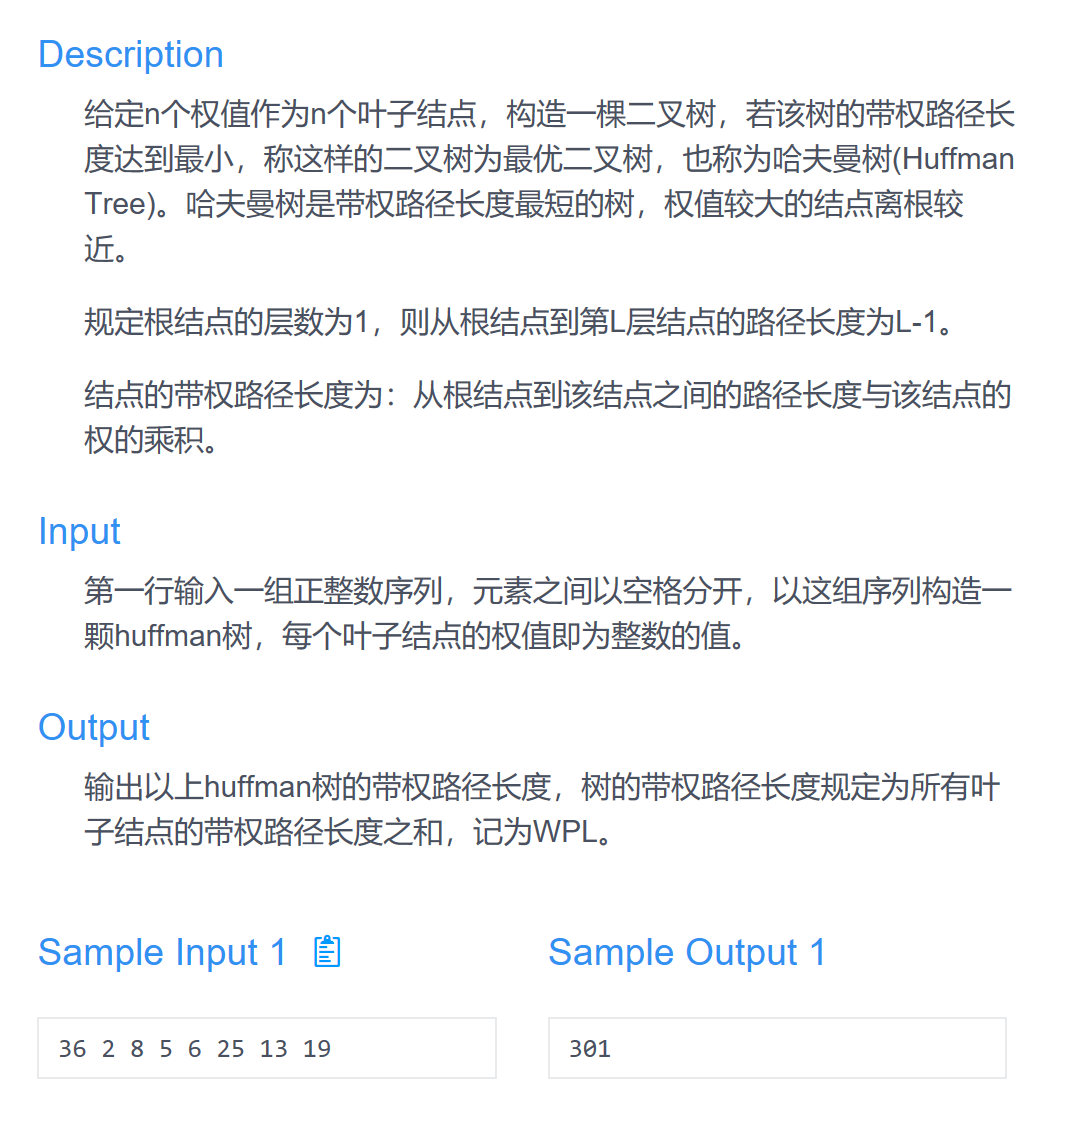 Description
给定n个权值作为n个叶子结点，构造一棵二叉树，若该树的带权路径长
度达到最小，称这样的二叉树为最优二叉树，也称为哈夫曼树(Huffman
Tree)。哈夫曼树是带权路径长度最短的树，权值较大的结点离根较
近。
规定根结点的层数为1，则从根结点到第L层结点的路径长度为L-1。
结点的带权路径长度为：从根结点到该结点之间的路径长度与该结点的
权的乘积。
Input
第一行输入一组正整数序列，元素之间以空格分开，以这组序列构造一
颗huffman树，每个叶子结点的权值即为整数的值。
Output
输出以上huffman树的带权路径长度，树的带权路径长度规定为所有叶
子结点的带权路径长度之和，记为WPL。
Sample Input 1
36 2 8 5 6 25 13 19
Sample Output 1
301